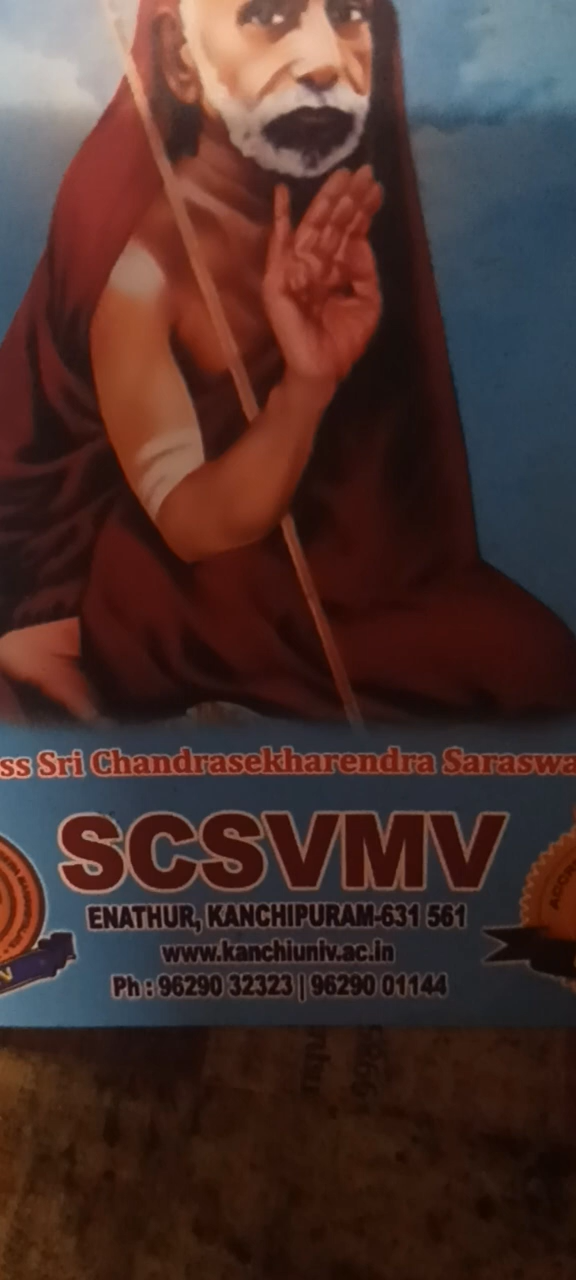 ss Sri Chandrasekharendra Saraswa
SCSVMV
ENATHUR, KANCHIPURAM-631 561
www.kanchiuniv.ac.in
Ph : 96290 32323 | 96290 01144